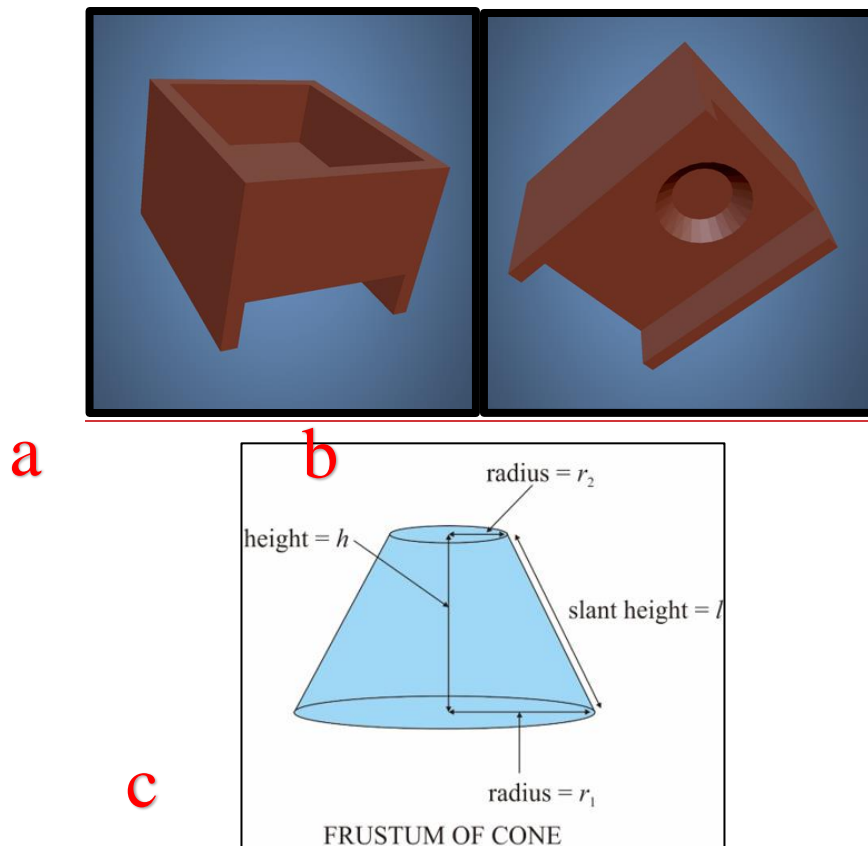 a
b
radius = r₂
height = h
slant height = l
c
radius = r₁
FRUSTUM OF CONE